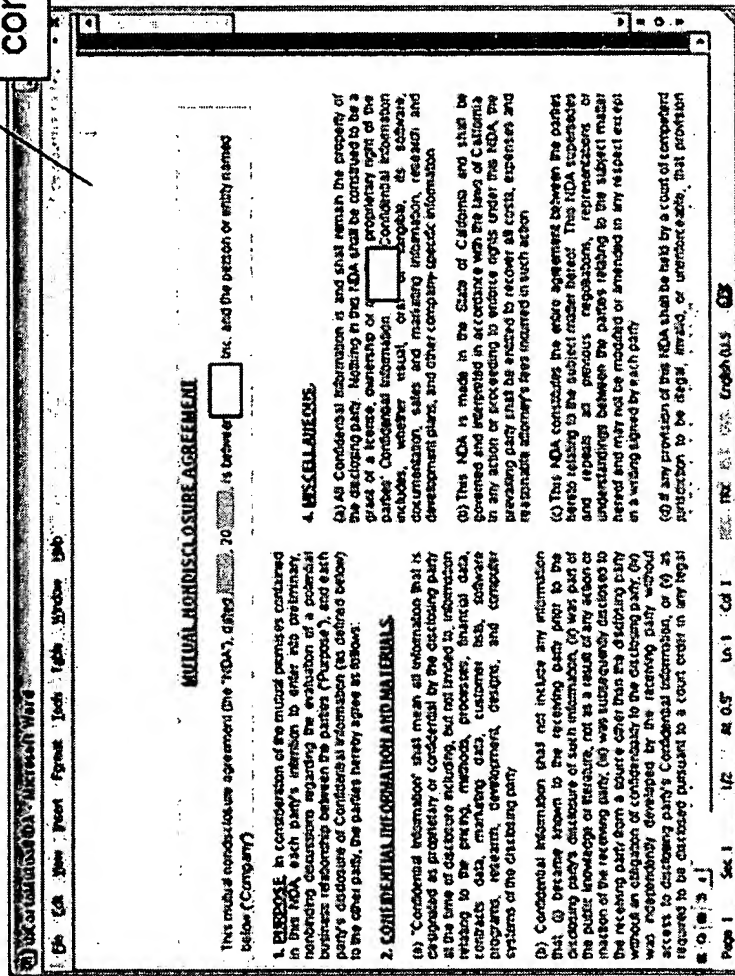 cor
Microsoft Word
File Edit View Insert Format Tools Table Window Help
MUTUAL NONDISCLOSURE AGREEMENT
This mutual nondisclosure agreement (the "NDA"), dated , 20 , is between Inc. and the person or entity named
below ("Company")
1. PURPOSE. In consideration of the mutual promises contained
in this NDA, each party's intention to enter into preliminary,
nonbinding discussions regarding the evaluation of a potential
business relationship between the parties ("Purpose"), and each
party's disclosure of Confidential Information (as defined below)
to the other party, the parties hereby agree as follows:
2. CONFIDENTIAL INFORMATION AND MATERIALS.
(a) "Confidential Information" shall mean all information that is
designated as proprietary or confidential by the disclosing party
at the time of disclosure including, but not limited to, information
relating to the pricing, methods, processes, financial data,
contracts data, marketing data, customer lists, software
programs, research, development, designs, and computer
systems of the disclosing party
(b) Confidential Information shall not include any information
that (i) became known to the receiving party prior to the
disclosing party's disclosure of such information, (ii) was part of
the public knowledge or literature, not as a result of any action or
inaction of the receiving party, (iii) was subsequently disclosed to
the receiving party from a source other than the disclosing party
without an obligation of confidentiality to the disclosing party, (iv)
was independently developed by the receiving party without
access to disclosing party's Confidential Information, or (v) as
required to be disclosed pursuant to a court order in any legal
4. MISCELLANEOUS.
(a) All Confidential Information is and shall remain the property of
the disclosing party. Nothing in this NDA shall be construed to be a
grant of a license, ownership or proprietary right of the
parties' Confidential Information Confidential Information
includes, whether visual, oral or tangible, its software,
documentation, sales and marketing information, research and
development plans, and other company-specific information
(b) This NDA is made in the State of California and shall be
governed and interpreted in accordance with the laws of California
In any action or proceeding to enforce rights under this NDA, the
prevailing party shall be entitled to recover all costs, expenses and
reasonable attorney's fees incurred in such action
(c) This NDA constitutes the entire agreement between the parties
hereto relating to the subject matter hereof This NDA supersedes
and repeals all previous negotiations, representations or
understandings between the parties relating to the subject matter
hereof and may not be modified or amended in any respect except
in a writing signed by each party
(d) If any provision of this NDA shall be held by a court of competent
jurisdiction to be illegal, invalid, or unenforceable, that provision
Page 1 Sec 1 1/2 At 0.5" Ln 1 Col 1 English (U.S